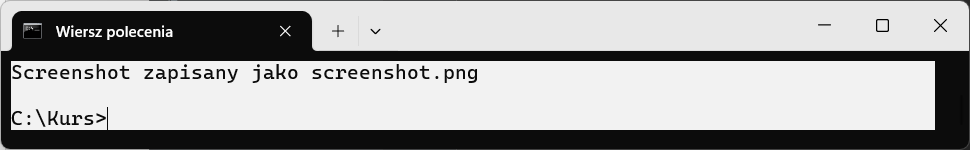 Wiersz polecenia
Screenshot zapisany jako screenshot.png
C:\Kurs>